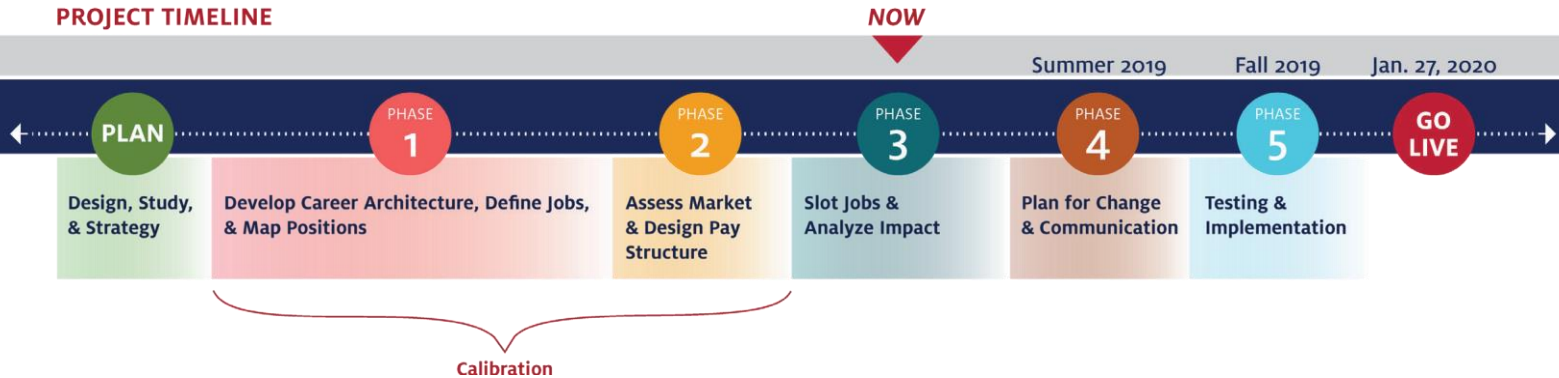 PROJECT TIMELINE
NOW
Summer 2019
Fall 2019
Jan. 27, 2020
PLAN
PHASE
1
PHASE
2
PHASE
3
PHASE
4
PHASE
5
GO
LIVE
Design, Study,
& Strategy
Develop Career Architecture, Define Jobs,
& Map Positions
Assess Market
& Design Pay
Structure
Slot Jobs &
Analyze Impact
Plan for Change
& Communication
Testing &
Implementation
Calibration